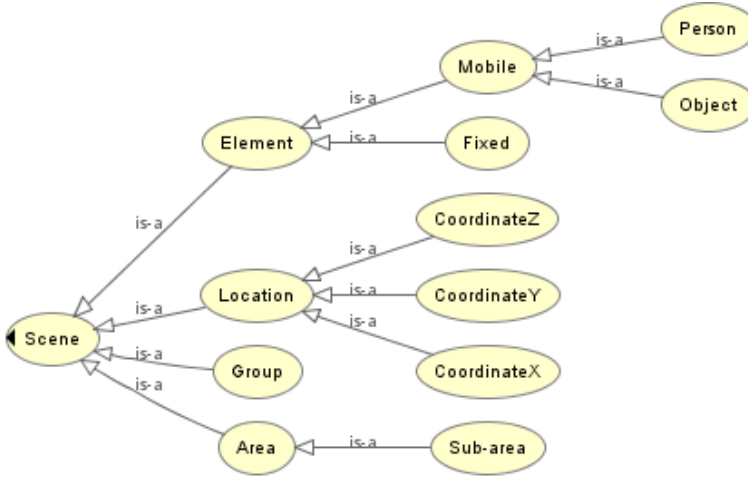 Person
is-a
Mobile
is-a
Object
is-a
Element
is-a
Fixed
is-a
CoordinateZ
is-a
Location
is-a
CoordinateY
is-a
Scene
is-a
Group
is-a
CoordinateX
is-a
Area
is-a
Sub-area